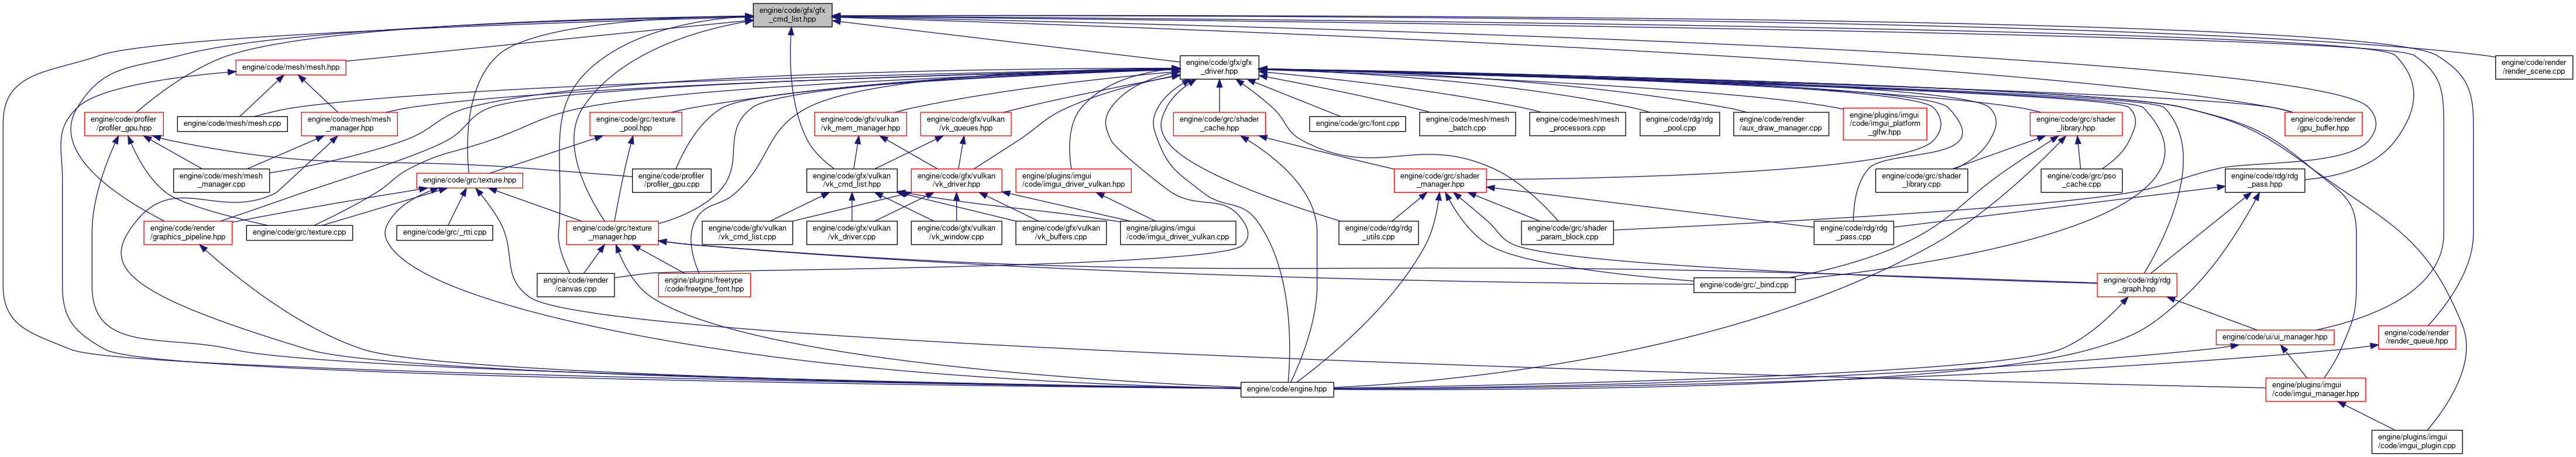 engine/code/gfx/gfx
_cmd_list.hpp
engine/code/render
/render_scene.cpp
engine/code/mesh/mesh.hpp
engine/code/gfx/gfx
_driver.hpp
engine/code/profiler
/profiler_gpu.hpp
engine/code/mesh/mesh.cpp
engine/code/mesh/mesh
_manager.hpp
engine/code/grc/texture
_pool.hpp
engine/code/gfx/vulkan
/vk_mem_manager.hpp
engine/code/gfx/vulkan
/vk_queues.hpp
engine/code/grc/shader
_cache.hpp
engine/code/grc/font.cpp
engine/code/mesh/mesh
_batch.cpp
engine/code/mesh/mesh
_processors.cpp
engine/code/rdg/rdg
_pool.cpp
engine/code/render
/aux_draw_manager.cpp
engine/plugins/imgui
/code/imgui_platform
_glfw.hpp
engine/code/grc/shader
_library.hpp
engine/code/render
/gpu_buffer.hpp
engine/code/mesh/mesh
_manager.cpp
engine/code/grc/texture.hpp
engine/code/profiler
/profiler_gpu.cpp
engine/code/gfx/vulkan
/vk_cmd_list.hpp
engine/code/gfx/vulkan
/vk_driver.hpp
engine/plugins/imgui
/code/imgui_driver_vulkan.hpp
engine/code/grc/shader
_manager.hpp
engine/code/grc/shader
_library.cpp
engine/code/grc/pso
_cache.cpp
engine/code/rdg/rdg
_pass.hpp
engine/code/render
/graphics_pipeline.hpp
engine/code/grc/texture.cpp
engine/code/grc/_rtti.cpp
engine/code/grc/texture
_manager.hpp
engine/code/gfx/vulkan
/vk_cmd_list.cpp
engine/code/gfx/vulkan
/vk_driver.cpp
engine/code/gfx/vulkan
/vk_window.cpp
engine/code/gfx/vulkan
/vk_buffers.cpp
engine/plugins/imgui
/code/imgui_driver_vulkan.cpp
engine/code/rdg/rdg
_utils.cpp
engine/code/grc/shader
_param_block.cpp
engine/code/rdg/rdg
_pass.cpp
engine/code/render
/canvas.cpp
engine/plugins/freetype
/code/freetype_font.hpp
engine/code/grc/_bind.cpp
engine/code/rdg/rdg
_graph.hpp
engine/code/ui/ui_manager.hpp
engine/code/render
/render_queue.hpp
engine/code/engine.hpp
engine/plugins/imgui
/code/imgui_manager.hpp
engine/plugins/imgui
/code/imgui_plugin.cpp